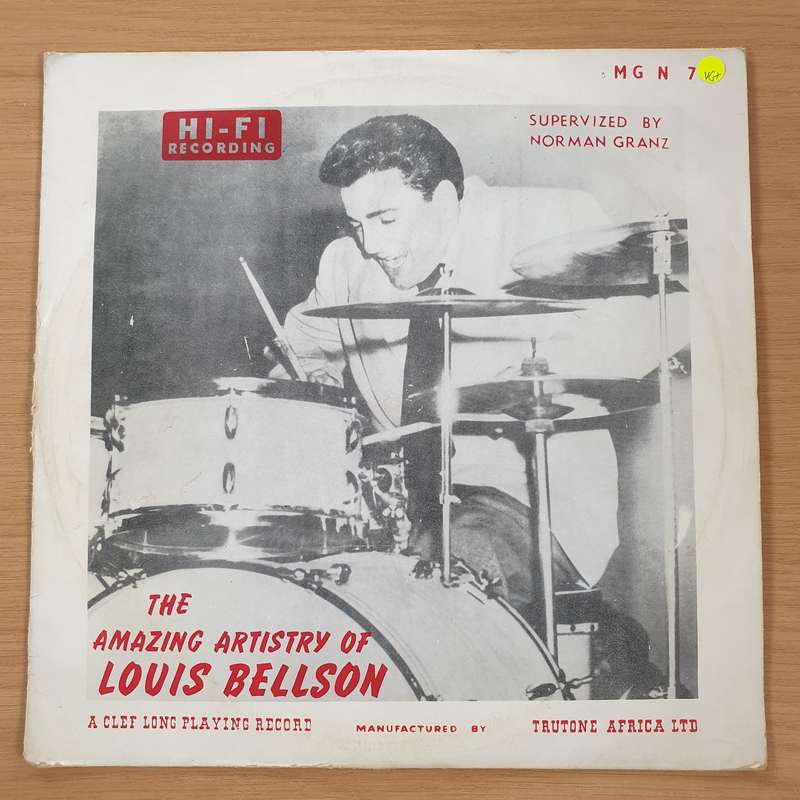 MG N 7
VG+
HI-FI
RECORDING
SUPERVIZED BY
NORMAN GRANZ
THE
AMAZING ARTISTRY OF
LOUIS BELLSON
A CLEF LONG PLAYING RECORD MANUFACTURED BY TRUTONE AFRICA LTD